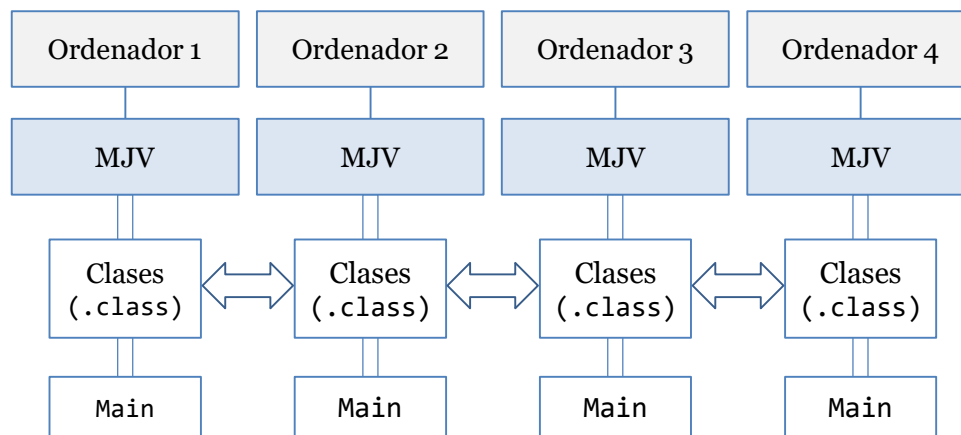 Ordenador 1
Ordenador 2
Ordenador 3
Ordenador 4
MJV
MJV
MJV
MJV
Clases
(.class)
Clases
(.class)
Clases
(.class)
Clases
(.class)
Main
Main
Main
Main